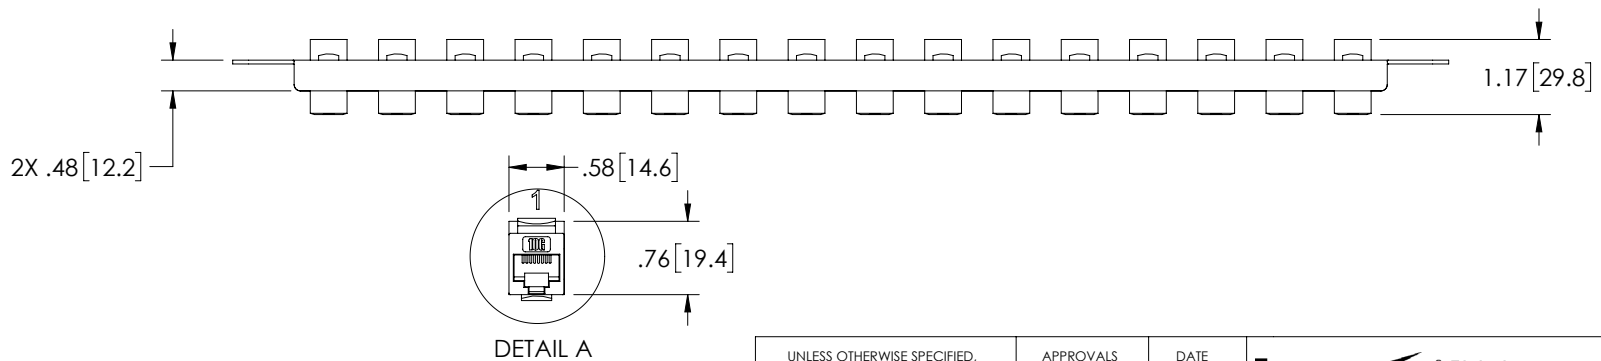 1.17[29.8]
2X .48[12.2]
.58[14.6]
1
10G
.76[19.4]
DETAIL A
UNLESS OTHERWISE SPECIFIED,
APPROVALS
DATE